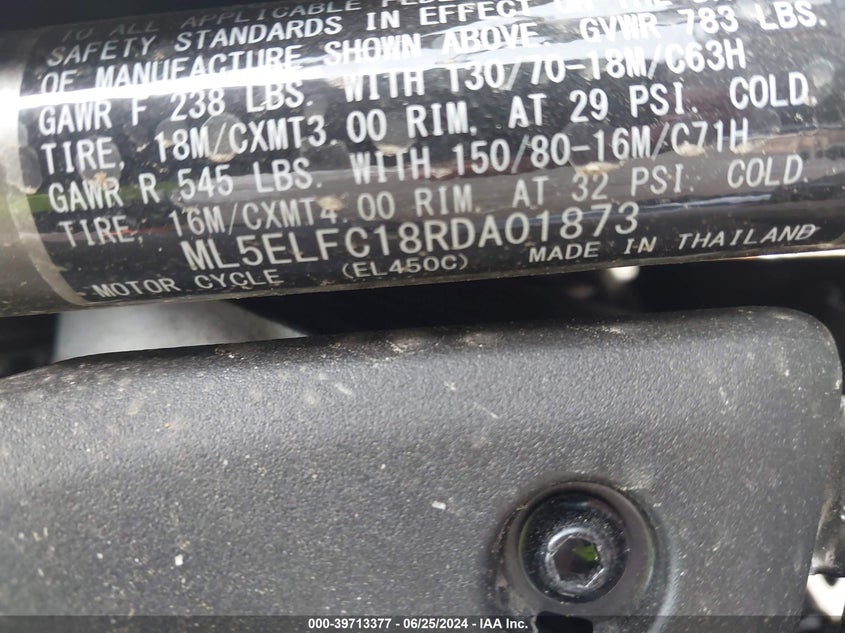 TO ALL APPLICABLE
SAFETY STANDARDS IN EFFECT ON THE
OF MANUFACTURE SHOWN ABOVE. GVWR 783 LBS.
GAWR F 238 LBS. WITH 130/70-18M/C63H
TIRE, 18M/CXMT3.00 RIM, AT 29 PSI. COLD.
GAWR R 545 LBS. WITH 150/80-16M/C71H
TIRE, 16M/CXMT4.00 RIM, AT 32 PSI. COLD.
ML5ELFC18RDA01873
MOTOR CYCLE (EL450C) MADE IN THAILAND
000-39713377 - 06/25/2024 - IAA Inc.